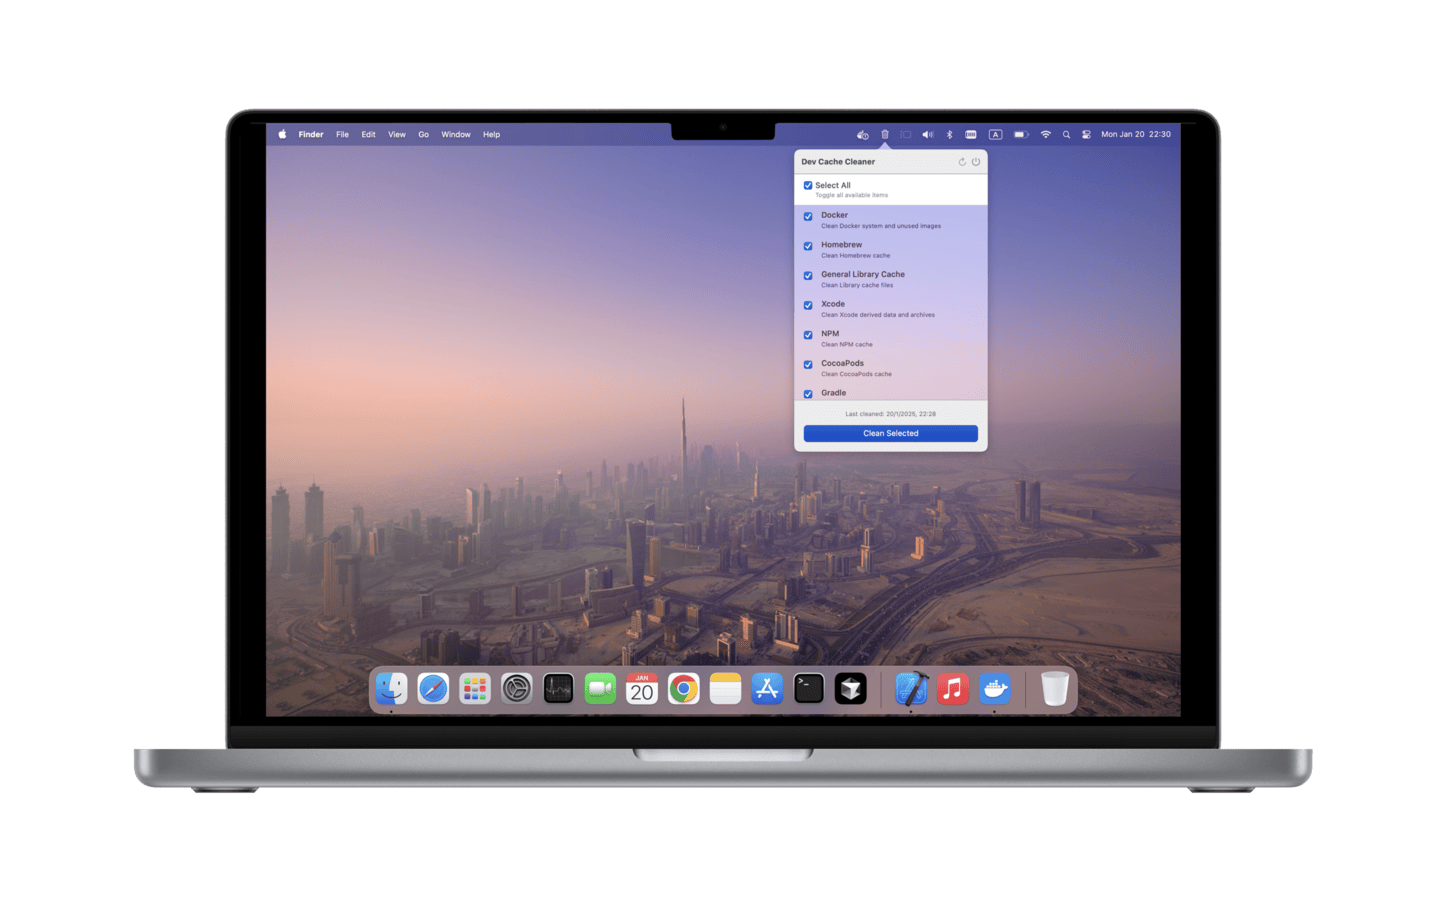 Finder File Edit View Go Window Help
A Mon Jan 20 22:30
Dev Cache Cleaner
Select All
Toggle all available items
Docker
Clean Docker system and unused images
Homebrew
Clean Homebrew cache
General Library Cache
Clean Library cache files
Xcode
Clean Xcode derived data and archives
NPM
Clean NPM cache
CocoaPods
Clean CocoaPods cache
Gradle
Last cleaned: 20/1/2025, 22:28
Clean Selected
JAN
20